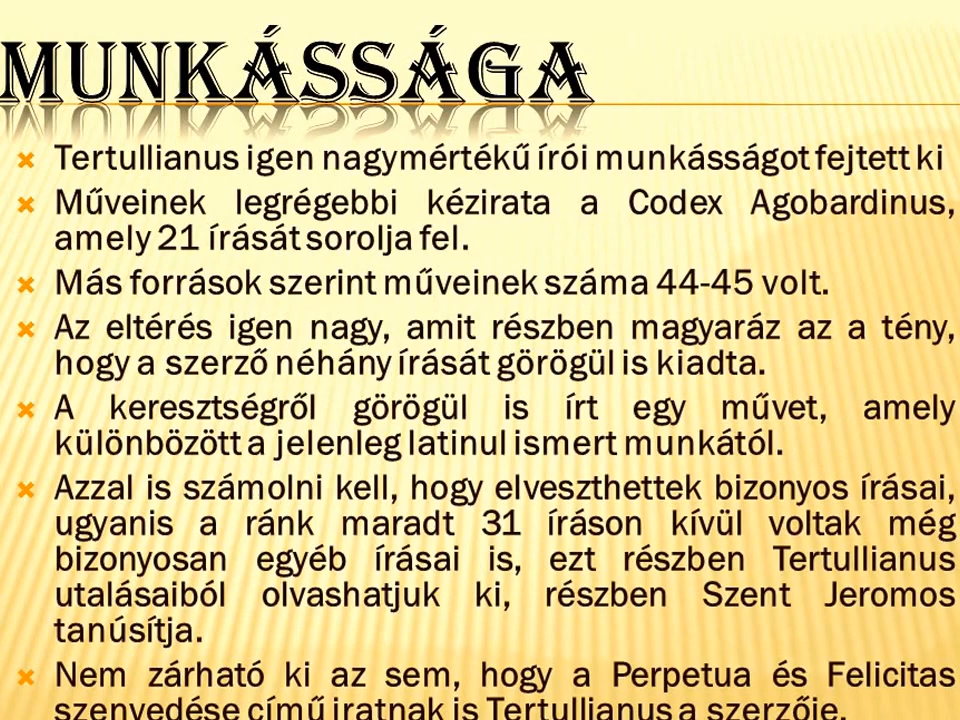 MUNKÁSSÁGA
Tertullianus igen nagymértékű írói munkásságot fejtett ki
Műveinek legrégebbi kézirata a Codex Agobardinus,
amely 21 írását sorolja fel.
Más források szerint műveinek száma 44-45 volt.
Az eltérés igen nagy, amit részben magyaráz az a tény,
hogy a szerző néhány írását görögül is kiadta.
A keresztségről görögül is írt egy művet, amely
különbözött a jelenleg latinul ismert munkától.
Azzal is számolni kell, hogy elveszthettek bizonyos írásai,
ugyanis a ránk maradt 31 íráson kívül voltak még
bizonyosan egyéb írásai is, ezt részben Tertullianus
utalásaiból olvashatjuk ki, részben Szent Jeromos
tanúsítja.
Nem zárható ki az sem, hogy a Perpetua és Felicitas
szenvedése című iratnak is Tertullianus a szerzője.